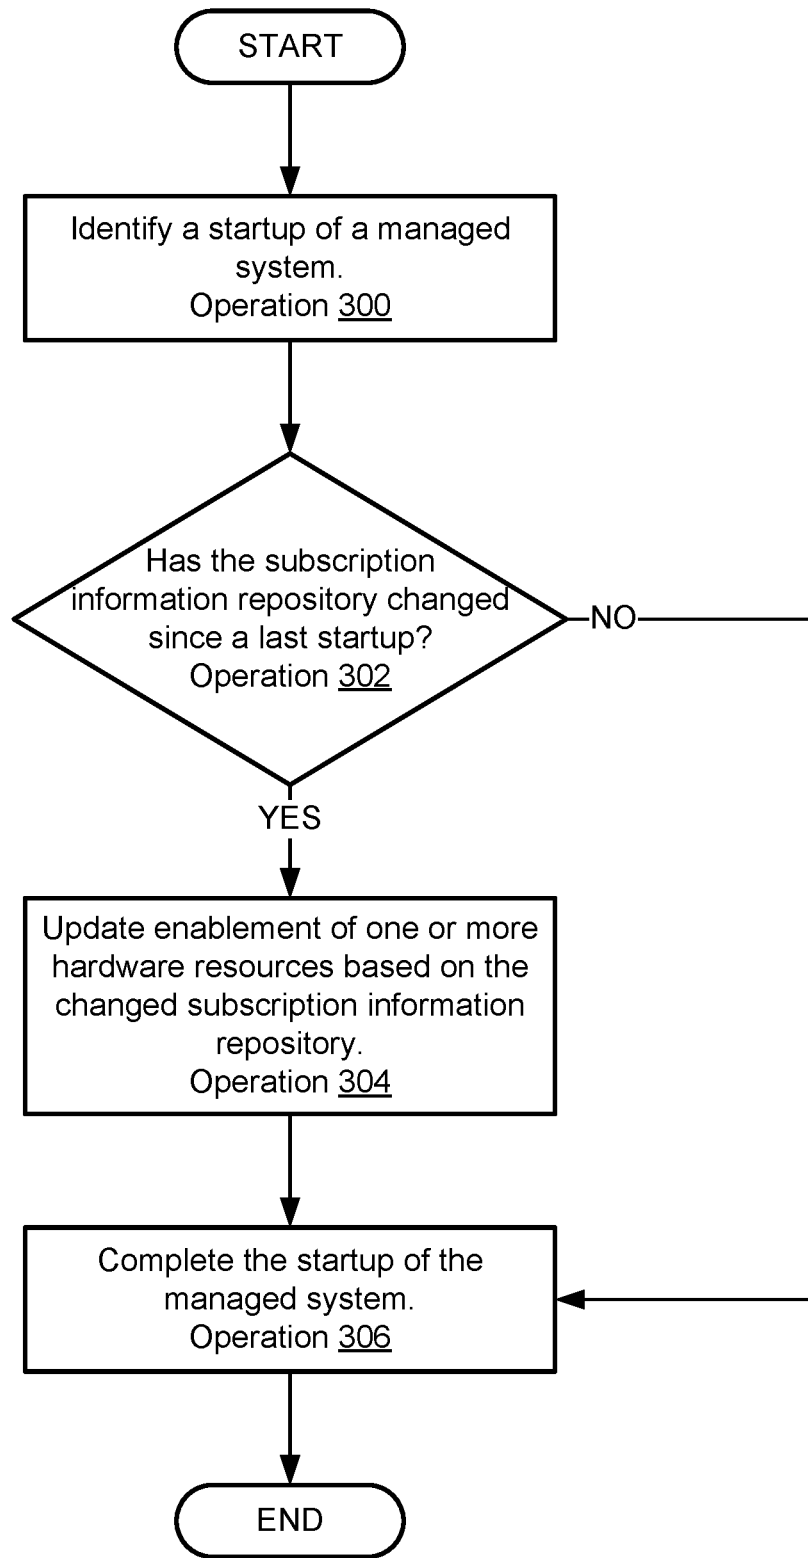 START
Identify a startup of a managed
system.
Operation 300
Has the subscription
information repository changed
since a last startup?
Operation 302
NO
YES
Update enablement of one or more
hardware resources based on the
changed subscription information
repository.
Operation 304
Complete the startup of the
managed system.
Operation 306
END